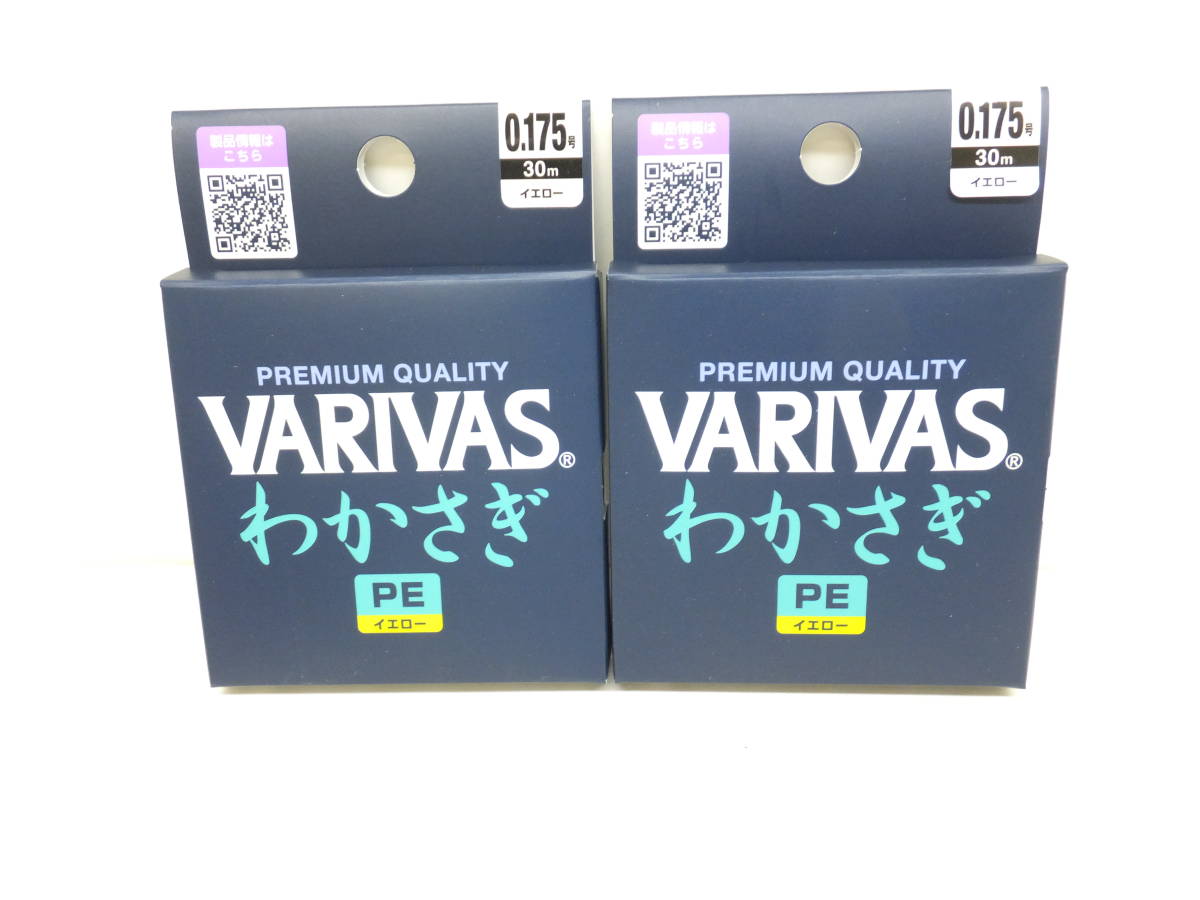 製品情報は
こちら
0.175号
30m
イエロー
PREMIUM QUALITY
VARIVAS®
わかさぎ
PE
イエロー
製品情報は
こちら
0.175号
30m
イエロー
PREMIUM QUALITY
VARIVAS®
わかさぎ
PE
イエロー